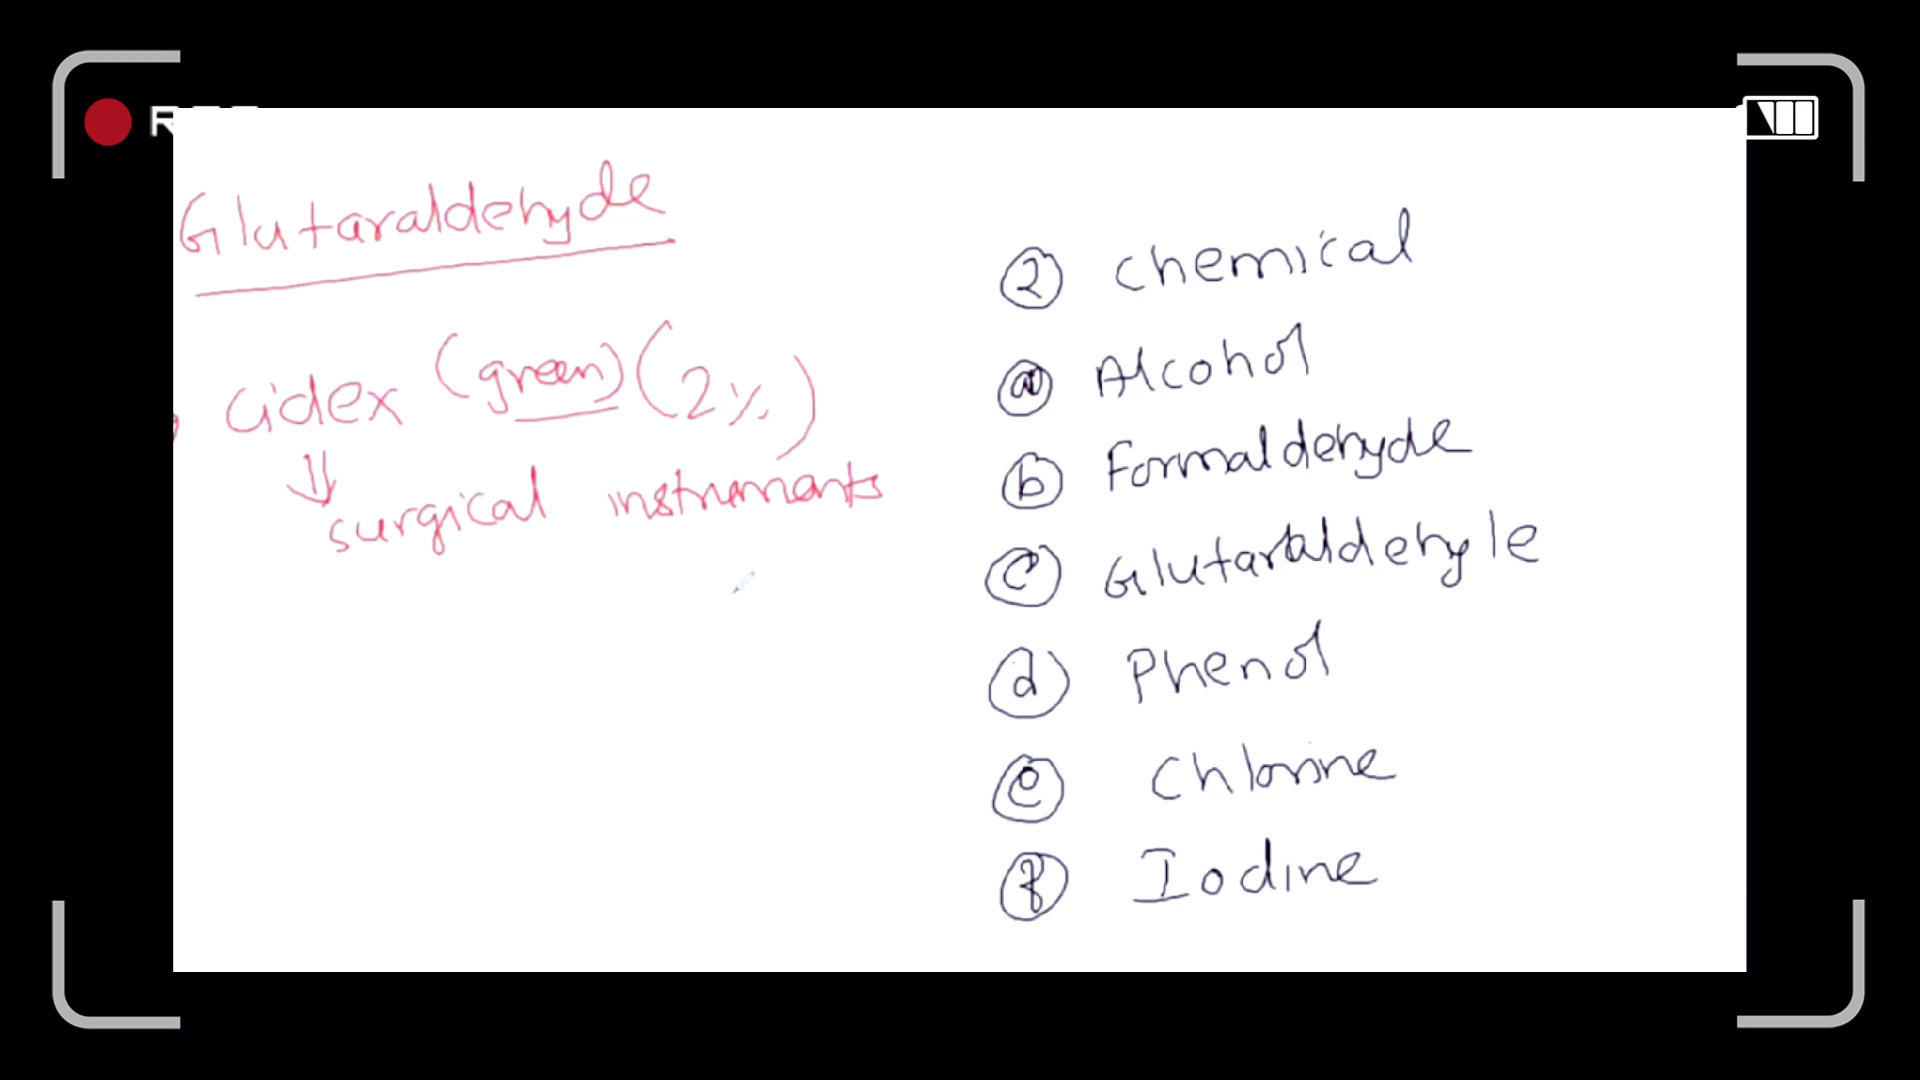 Glutaraldehyde
cidex (green) (2%)
surgical instruments
② chemical
ⓐ Alcohol
ⓑ Formaldehyde
ⓒ Glutaraldehyle
ⓓ Phenol
ⓔ Chlorine
ⓕ Iodine